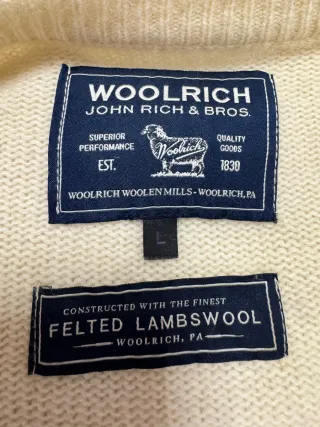 WOOLRICH
JOHN RICH & BROS.
SUPERIOR PERFORMANCE
EST.
Woolrich
QUALITY GOODS
1830
WOOLRICH WOOLEN MILLS - WOOLRICH, PA
L
CONSTRUCTED WITH THE FINEST
FELTED LAMBSWOOL
WOOLRICH, PA